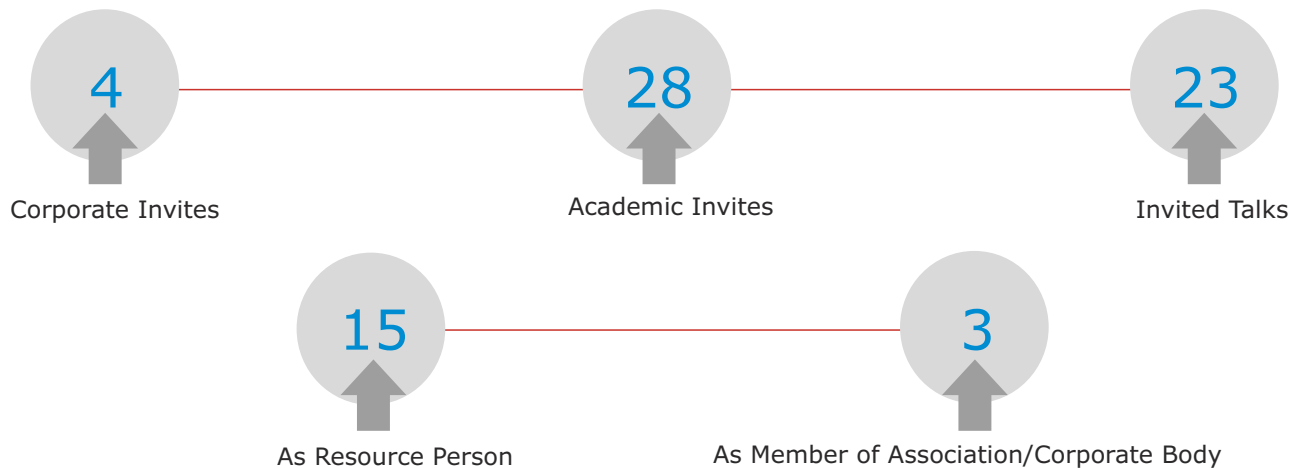 4
28
23
Corporate Invites
Academic Invites
Invited Talks
15
3
As Resource Person
As Member of Association/Corporate Body